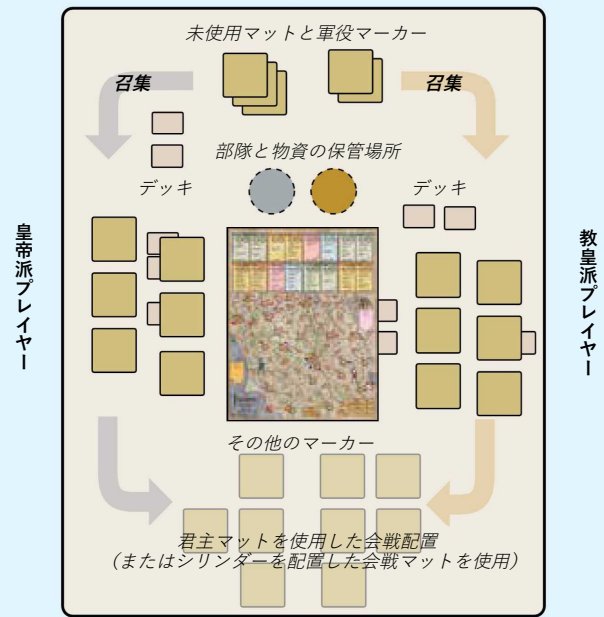 未使用マットと軍役マーカー
召集
召集
部隊と物資の保管場所
デッキ
デッキ
皇帝派プレイヤー
教皇派プレイヤー
その他のマーカー
君主マットを使用した会戦配置
（またはシリンダーを配置した会戦マットを使用）